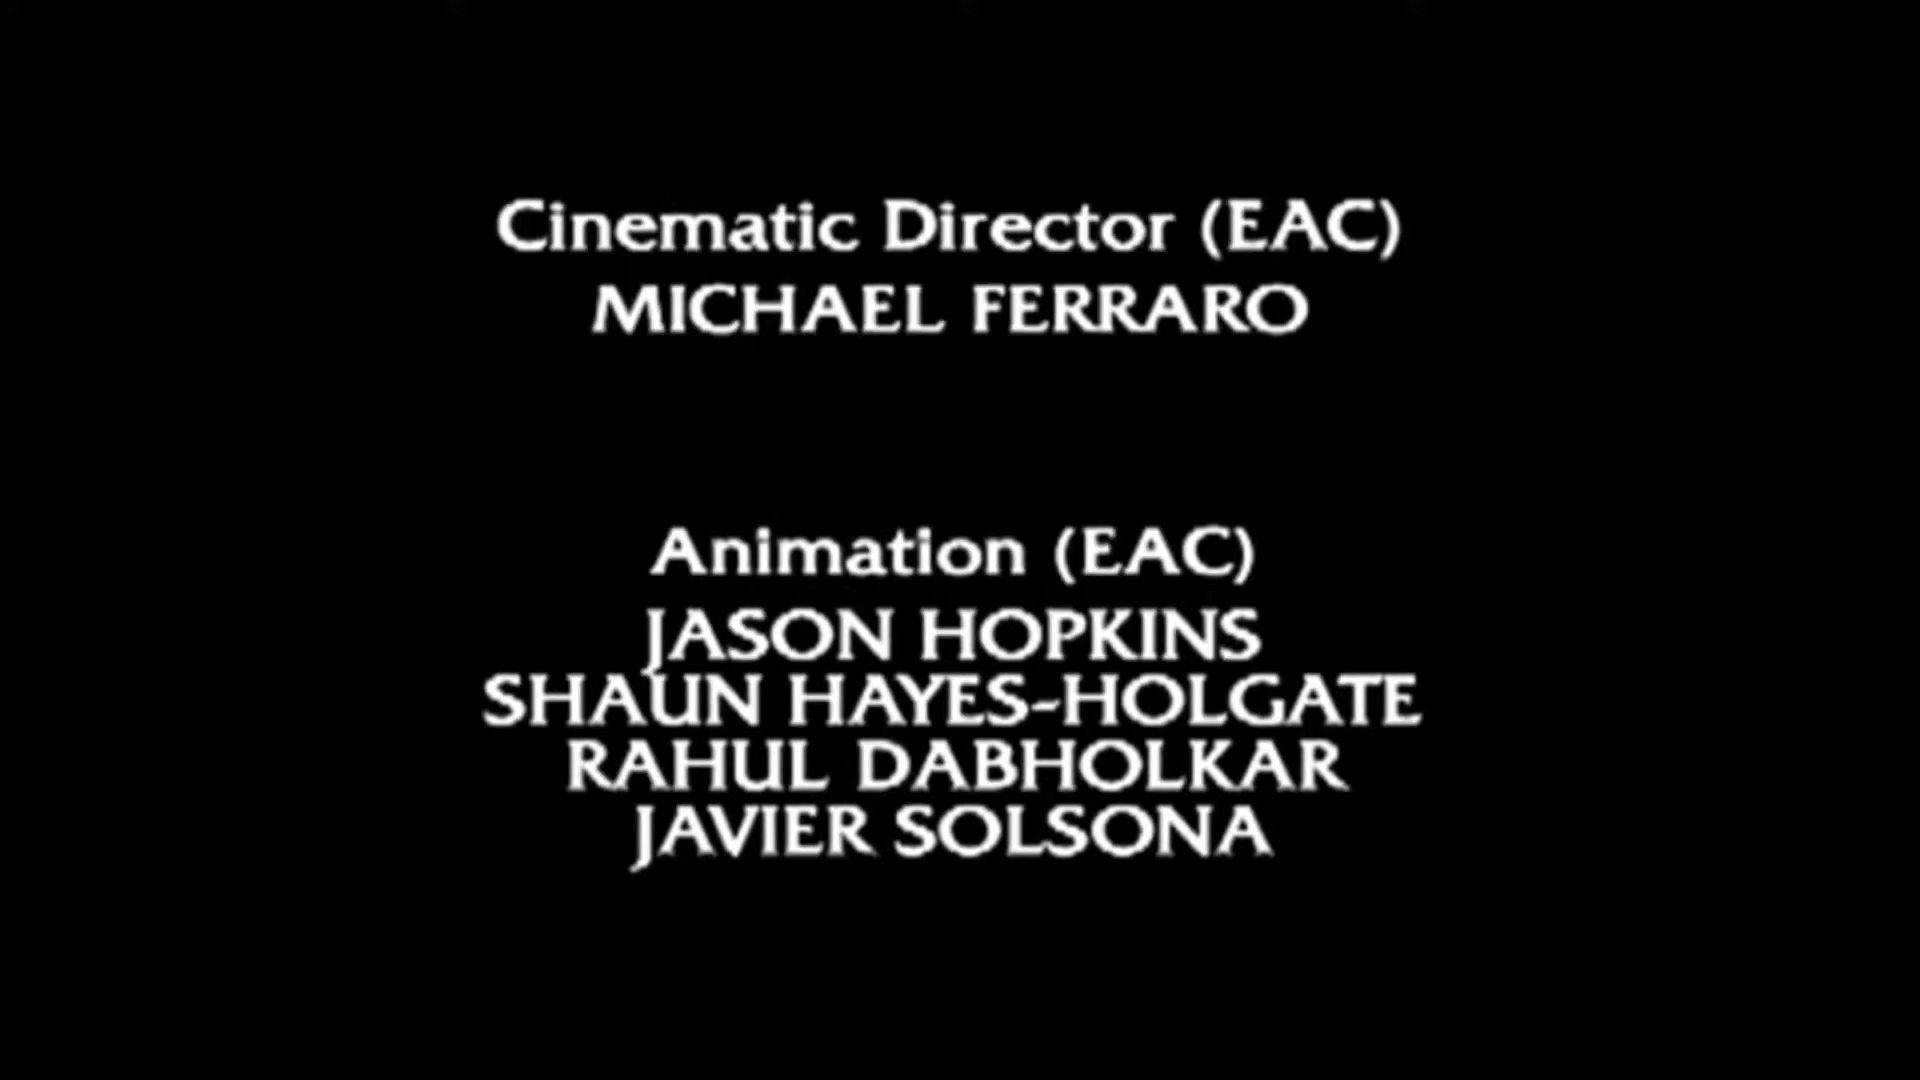 Cinematic Director (EAC)
MICHAEL FERRARO
Animation (EAC)
JASON HOPKINS
SHAUN HAYES-HOLGATE
RAHUL DABHOLKAR
JAVIER SOLSONA